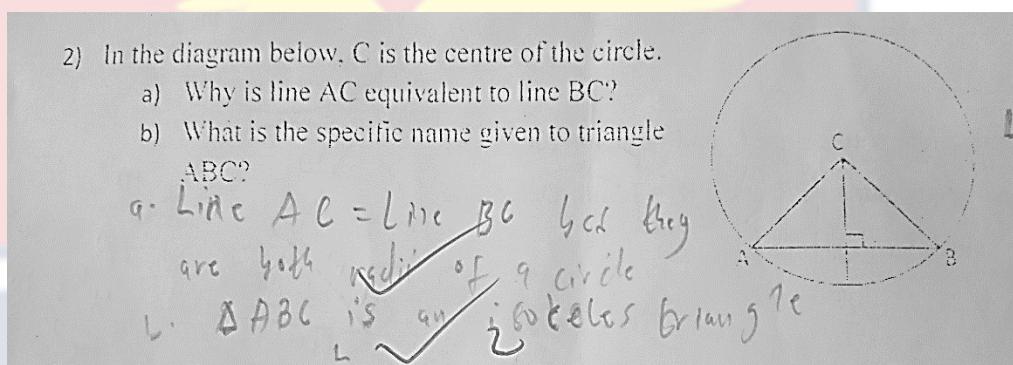 2) In the diagram below, C is the centre of the circle.
a) Why is line AC equivalent to line BC?
b) What is the specific name given to triangle
ABC?
C
A
B
a. Line AC = Line BC bcs they
are both radii of a circle
b. Δ ABC is an isoceles triangle